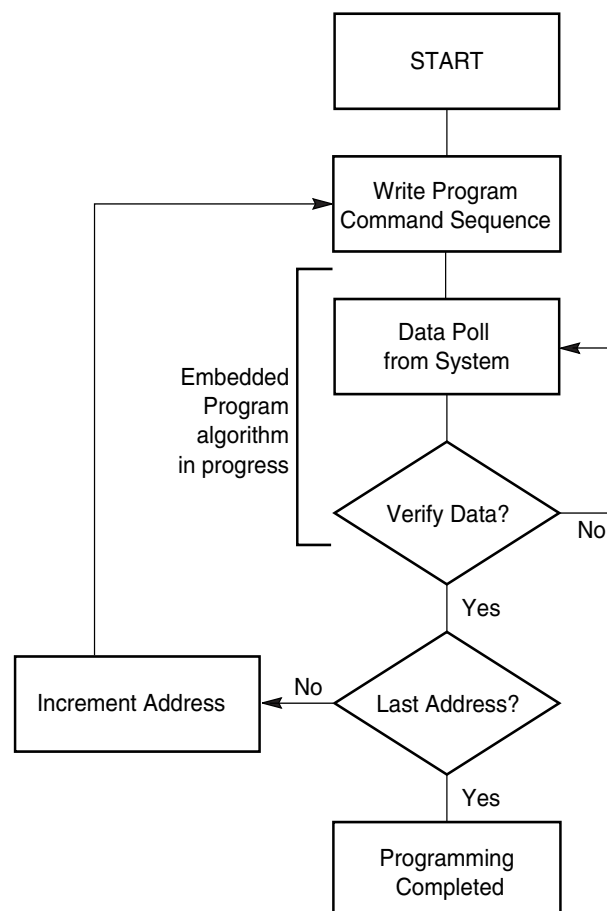 START
Write Program
Command Sequence
Data Poll
from System
Embedded
Program
algorithm
in progress
Verify Data?
No
Yes
Increment Address
No
Last Address?
Yes
Programming
Completed